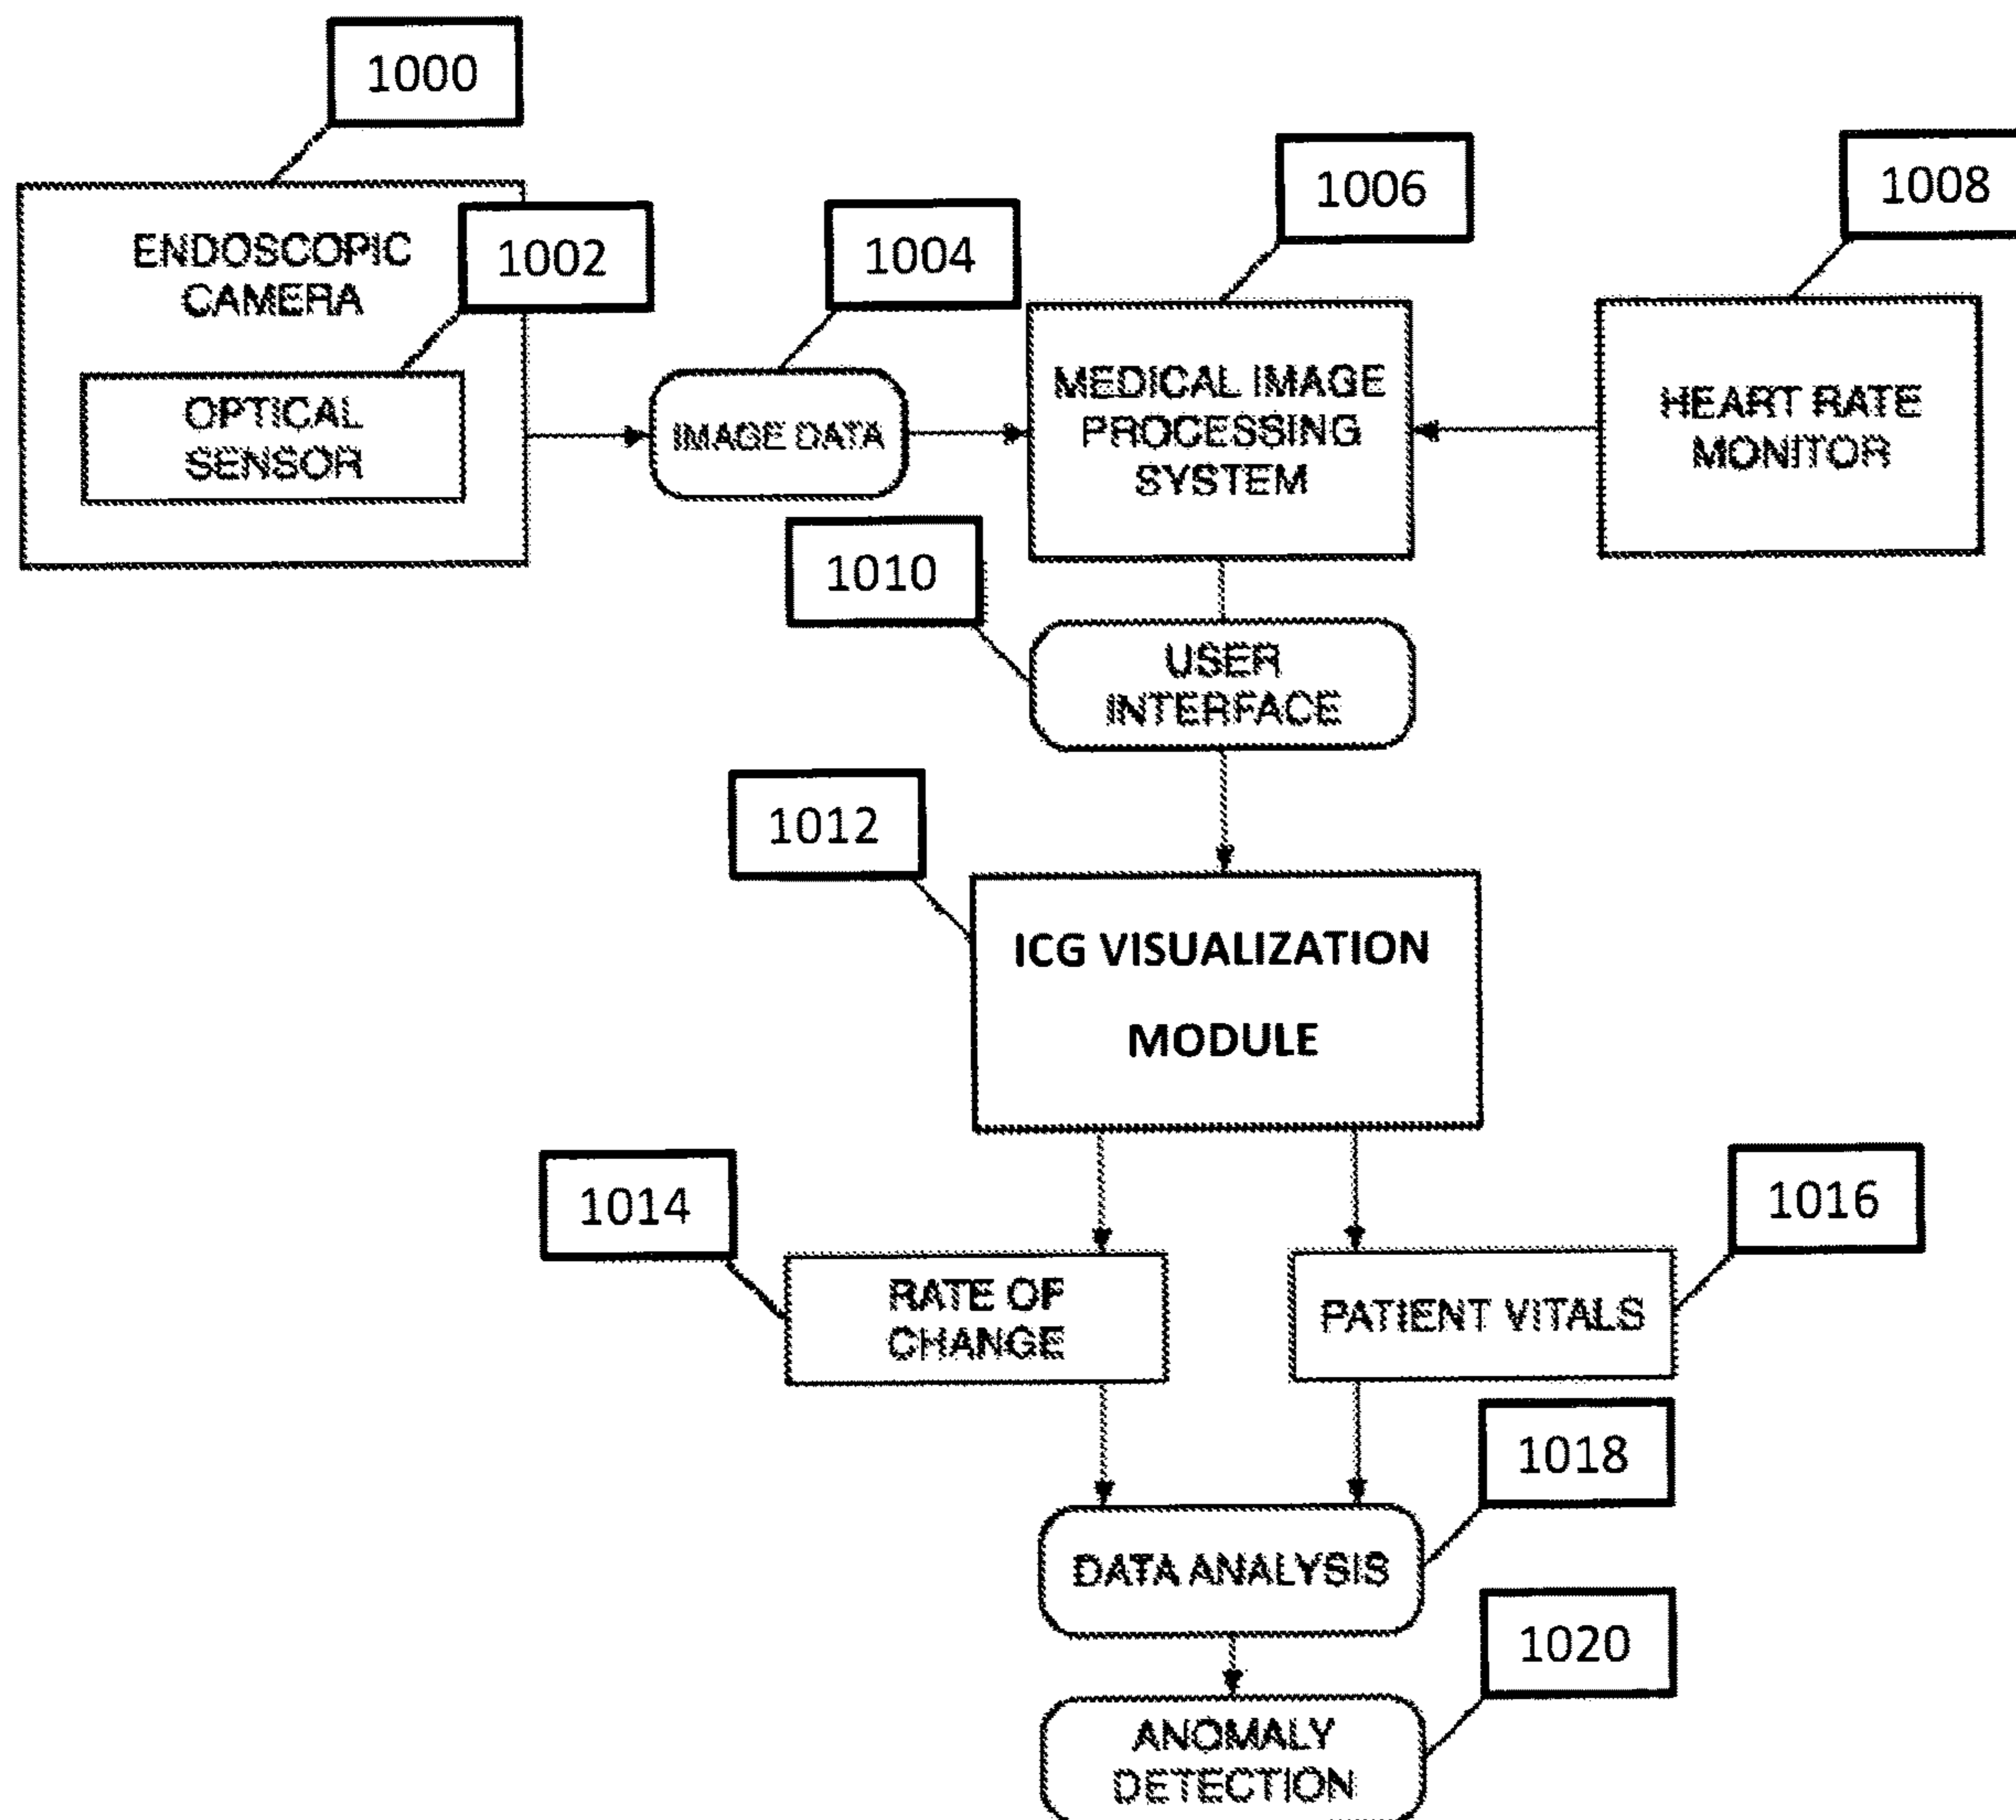 1000
1006
1008
1002
1004
ENDOSCOPIC
CAMERA
OPTICAL
SENSOR
IMAGE DATA
MEDICAL IMAGE
PROCESSING
SYSTEM
HEART RATE
MONITOR
1010
USER
INTERFACE
1012
ICG VISUALIZATION
MODULE
1014
1016
RATE OF
CHANGE
PATIENT VITALS
1018
DATA ANALYSIS
1020
ANOMALY
DETECTION